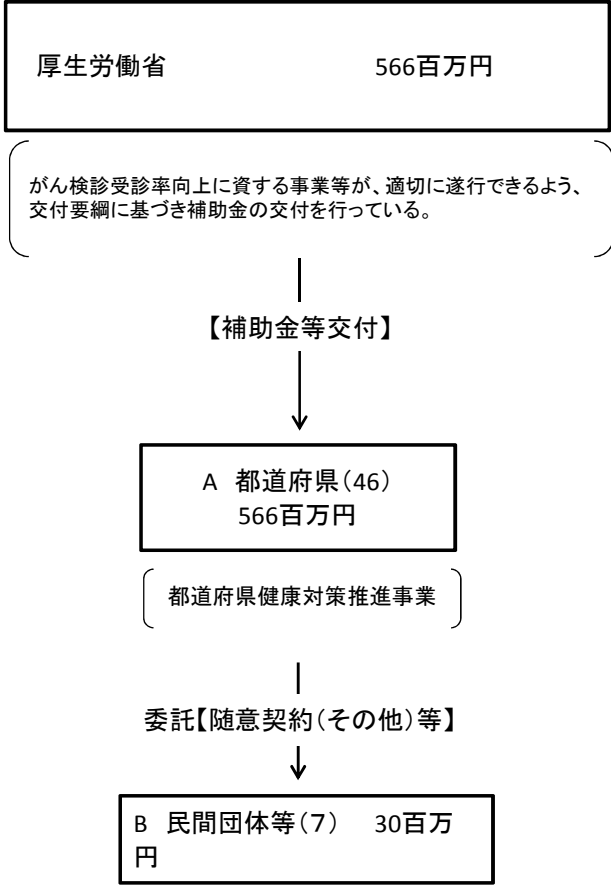 厚生労働省　566百万円
がん検診受診率向上に資する事業等が、適切に遂行できるよう、
交付要綱に基づき補助金の交付を行っている。
【補助金等交付】
A　都道府県（46）
566百万円
都道府県健康対策推進事業
委託【随意契約（その他）等】
B　民間団体等（７）　30百万
円